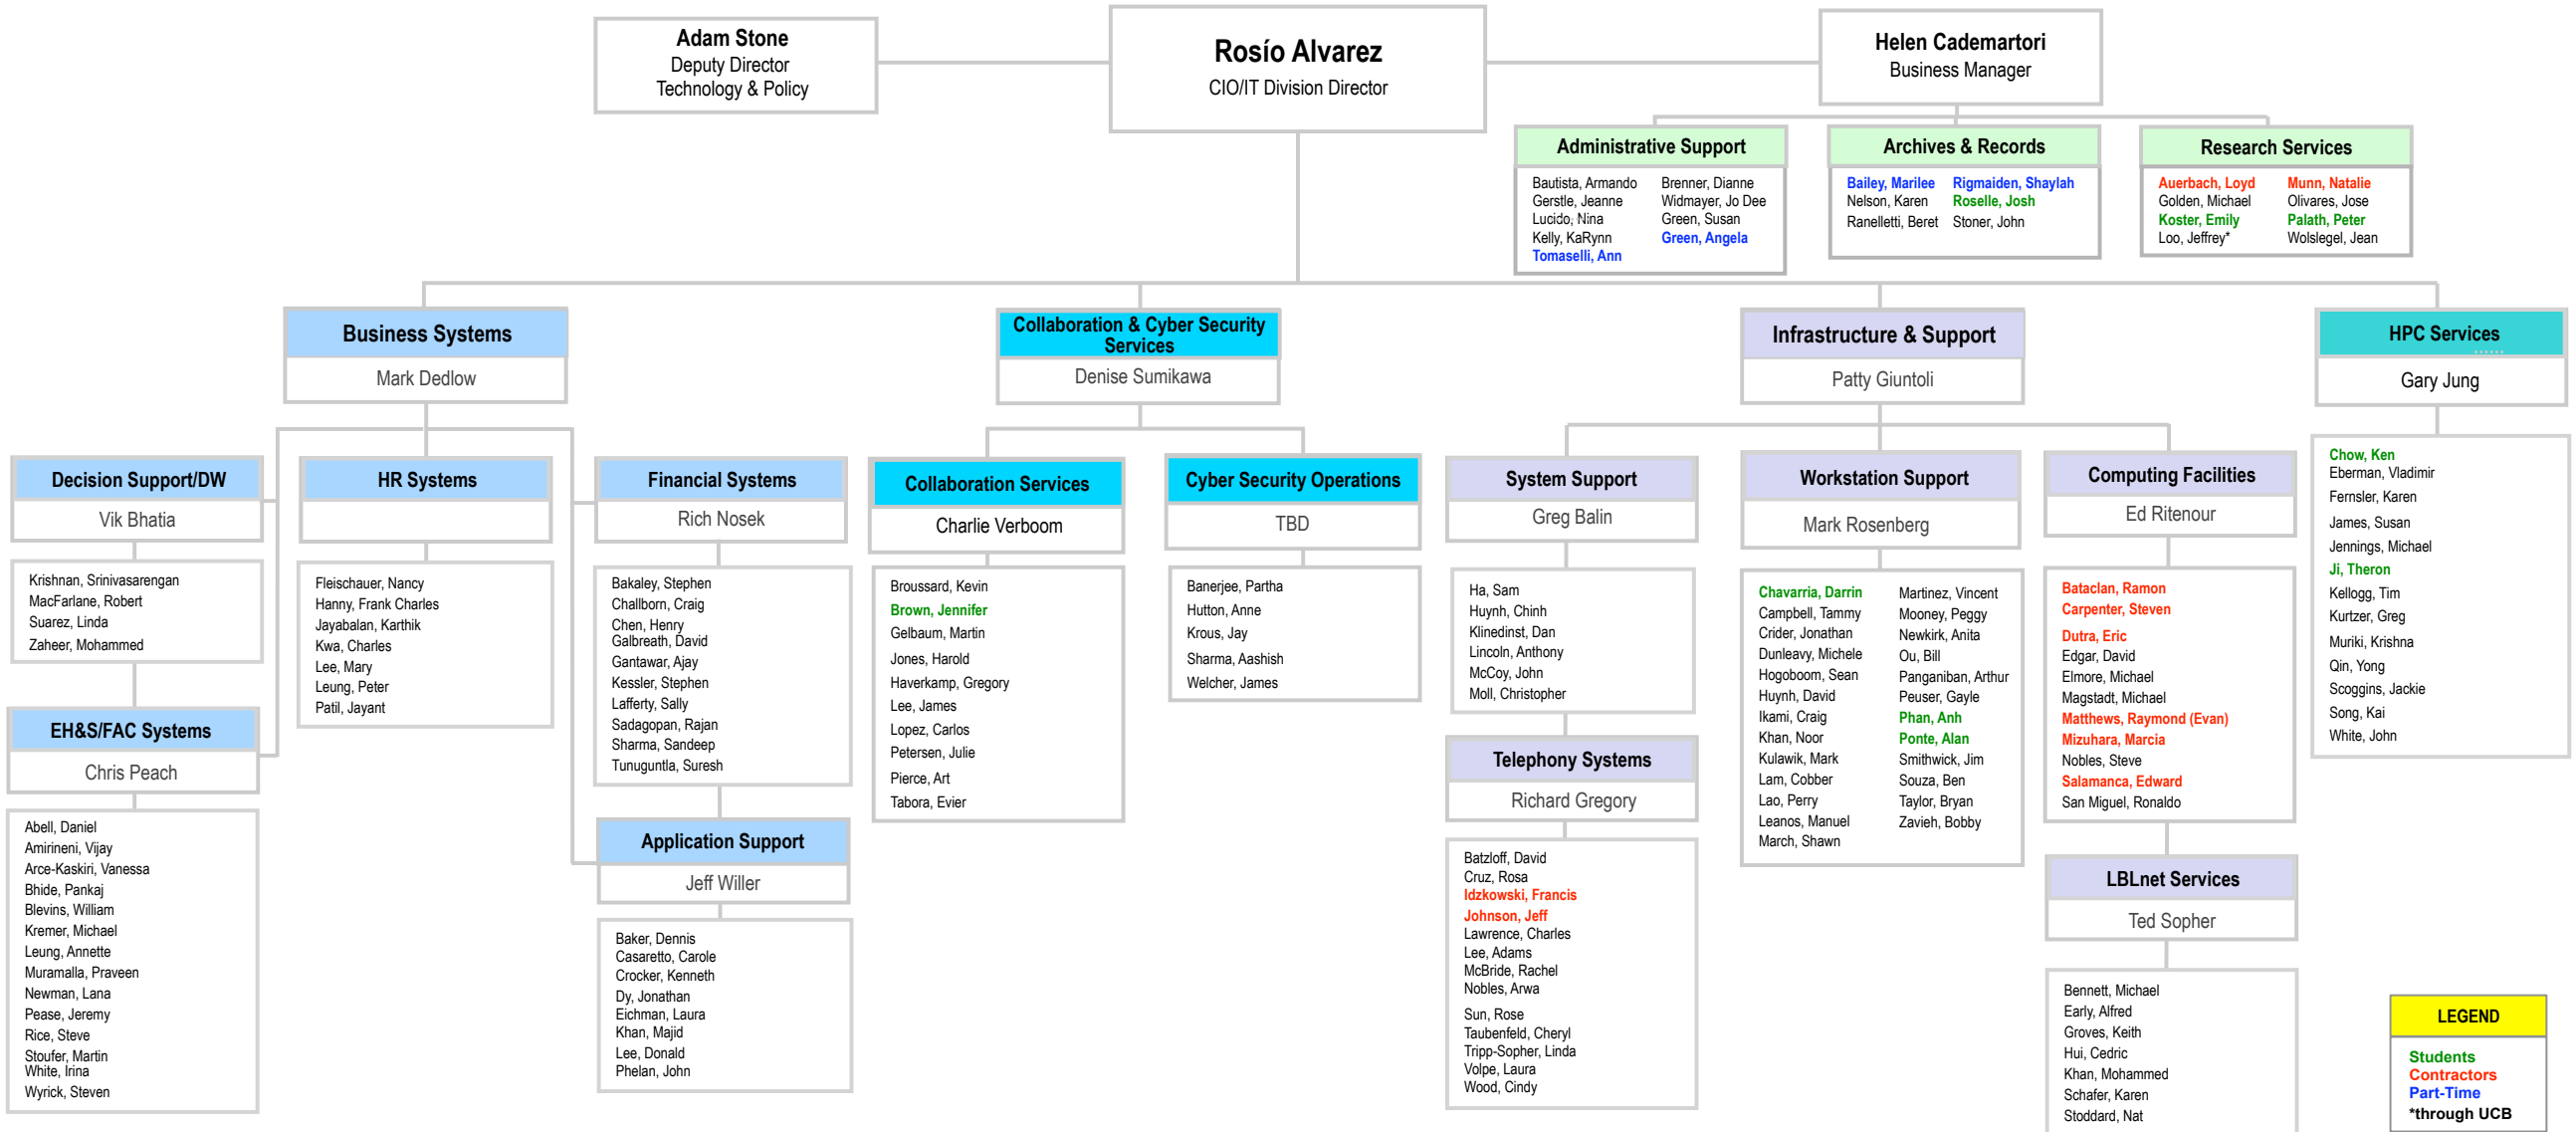 Adam Stone
Deputy Director
Technology & Policy
Rosío Alvarez
CIO/IT Division Director
Helen Cademartori
Business Manager
Administrative Support
Bautista, Armando
Gerstle, Jeanne
Lucido, Nina
Kelly, KaRynn
Tomaselli, Ann
Brenner, Dianne
Widmayer, Jo Dee
Green, Susan
Green, Angela
Archives & Records
Bailey, Marilee
Nelson, Karen
Ranelletti, Beret
Rigmaiden, Shaylah
Roselle, Josh
Stoner, John
Research Services
Auerbach, Loyd
Golden, Michael
Koster, Emily
Loo, Jeffrey*
Munn, Natalie
Olivares, Jose
Palath, Peter
Wolslegel, Jean
Business Systems
Mark Dedlow
Collaboration & Cyber Security
Services
Denise Sumikawa
Infrastructure & Support
Patty Giuntoli
HPC Services
Gary Jung
Decision Support/DW
Vik Bhatia
Krishnan, Srinivasarengan
MacFarlane, Robert
Suarez, Linda
Zaheer, Mohammed
EH&S/FAC Systems
Chris Peach
Abell, Daniel
Amirineni, Vijay
Arce-Kaskiri, Vanessa
Bhide, Pankaj
Blevins, William
Kremer, Michael
Leung, Annette
Muramalla, Praveen
Newman, Lana
Pease, Jeremy
Rice, Steve
Stoufer, Martin
White, Irina
Wyrick, Steven
HR Systems
Fleischauer, Nancy
Hanny, Frank Charles
Jayabalan, Karthik
Kwa, Charles
Lee, Mary
Leung, Peter
Patil, Jayant
Financial Systems
Rich Nosek
Bakaley, Stephen
Challborn, Craig
Chen, Henry
Galbreath, David
Gantawar, Ajay
Kessler, Stephen
Lafferty, Sally
Sadagopan, Rajan
Sharma, Sandeep
Tunuguntla, Suresh
Application Support
Jeff Willer
Baker, Dennis
Casaretto, Carole
Crocker, Kenneth
Dy, Jonathan
Eichman, Laura
Khan, Majid
Lee, Donald
Phelan, John
Collaboration Services
Charlie Verboom
Broussard, Kevin
Brown, Jennifer
Gelbaum, Martin
Jones, Harold
Haverkamp, Gregory
Lee, James
Lopez, Carlos
Petersen, Julie
Pierce, Art
Tabora, Evier
Cyber Security Operations
TBD
Banerjee, Partha
Hutton, Anne
Krous, Jay
Sharma, Aashish
Welcher, James
System Support
Greg Balin
Ha, Sam
Huynh, Chinh
Klinedinst, Dan
Lincoln, Anthony
McCoy, John
Moll, Christopher
Telephony Systems
Richard Gregory
Batzloff, David
Cruz, Rosa
Idzkowski, Francis
Johnson, Jeff
Lawrence, Charles
Lee, Adams
McBride, Rachel
Nobles, Arwa
Sun, Rose
Taubenfeld, Cheryl
Tripp-Sopher, Linda
Volpe, Laura
Wood, Cindy
Workstation Support
Mark Rosenberg
Chavarria, Darrin
Campbell, Tammy
Crider, Jonathan
Dunleavy, Michele
Hogoboom, Sean
Huynh, David
Ikami, Craig
Khan, Noor
Kulawik, Mark
Lam, Cobber
Lao, Perry
Leanos, Manuel
March, Shawn
Martinez, Vincent
Mooney, Peggy
Newkirk, Anita
Ou, Bill
Panganiban, Arthur
Peuser, Gayle
Phan, Anh
Ponte, Alan
Smithwick, Jim
Souza, Ben
Taylor, Bryan
Zavieh, Bobby
Computing Facilities
Ed Ritenour
Bataclan, Ramon
Carpenter, Steven
Dutra, Eric
Edgar, David
Elmore, Michael
Magstadt, Michael
Matthews, Raymond (Evan)
Mizuhara, Marcia
Nobles, Steve
Salamanca, Edward
San Miguel, Ronaldo
LBLnet Services
Ted Sopher
Bennett, Michael
Early, Alfred
Groves, Keith
Hui, Cedric
Khan, Mohammed
Schafer, Karen
Stoddard, Nat
Chow, Ken
Eberman, Vladimir
Fernsler, Karen
James, Susan
Jennings, Michael
Ji, Theron
Kellogg, Tim
Kurtzer, Greg
Muriki, Krishna
Qin, Yong
Scoggins, Jackie
Song, Kai
White, John
LEGEND
Students
Contractors
Part-Time
*through UCB